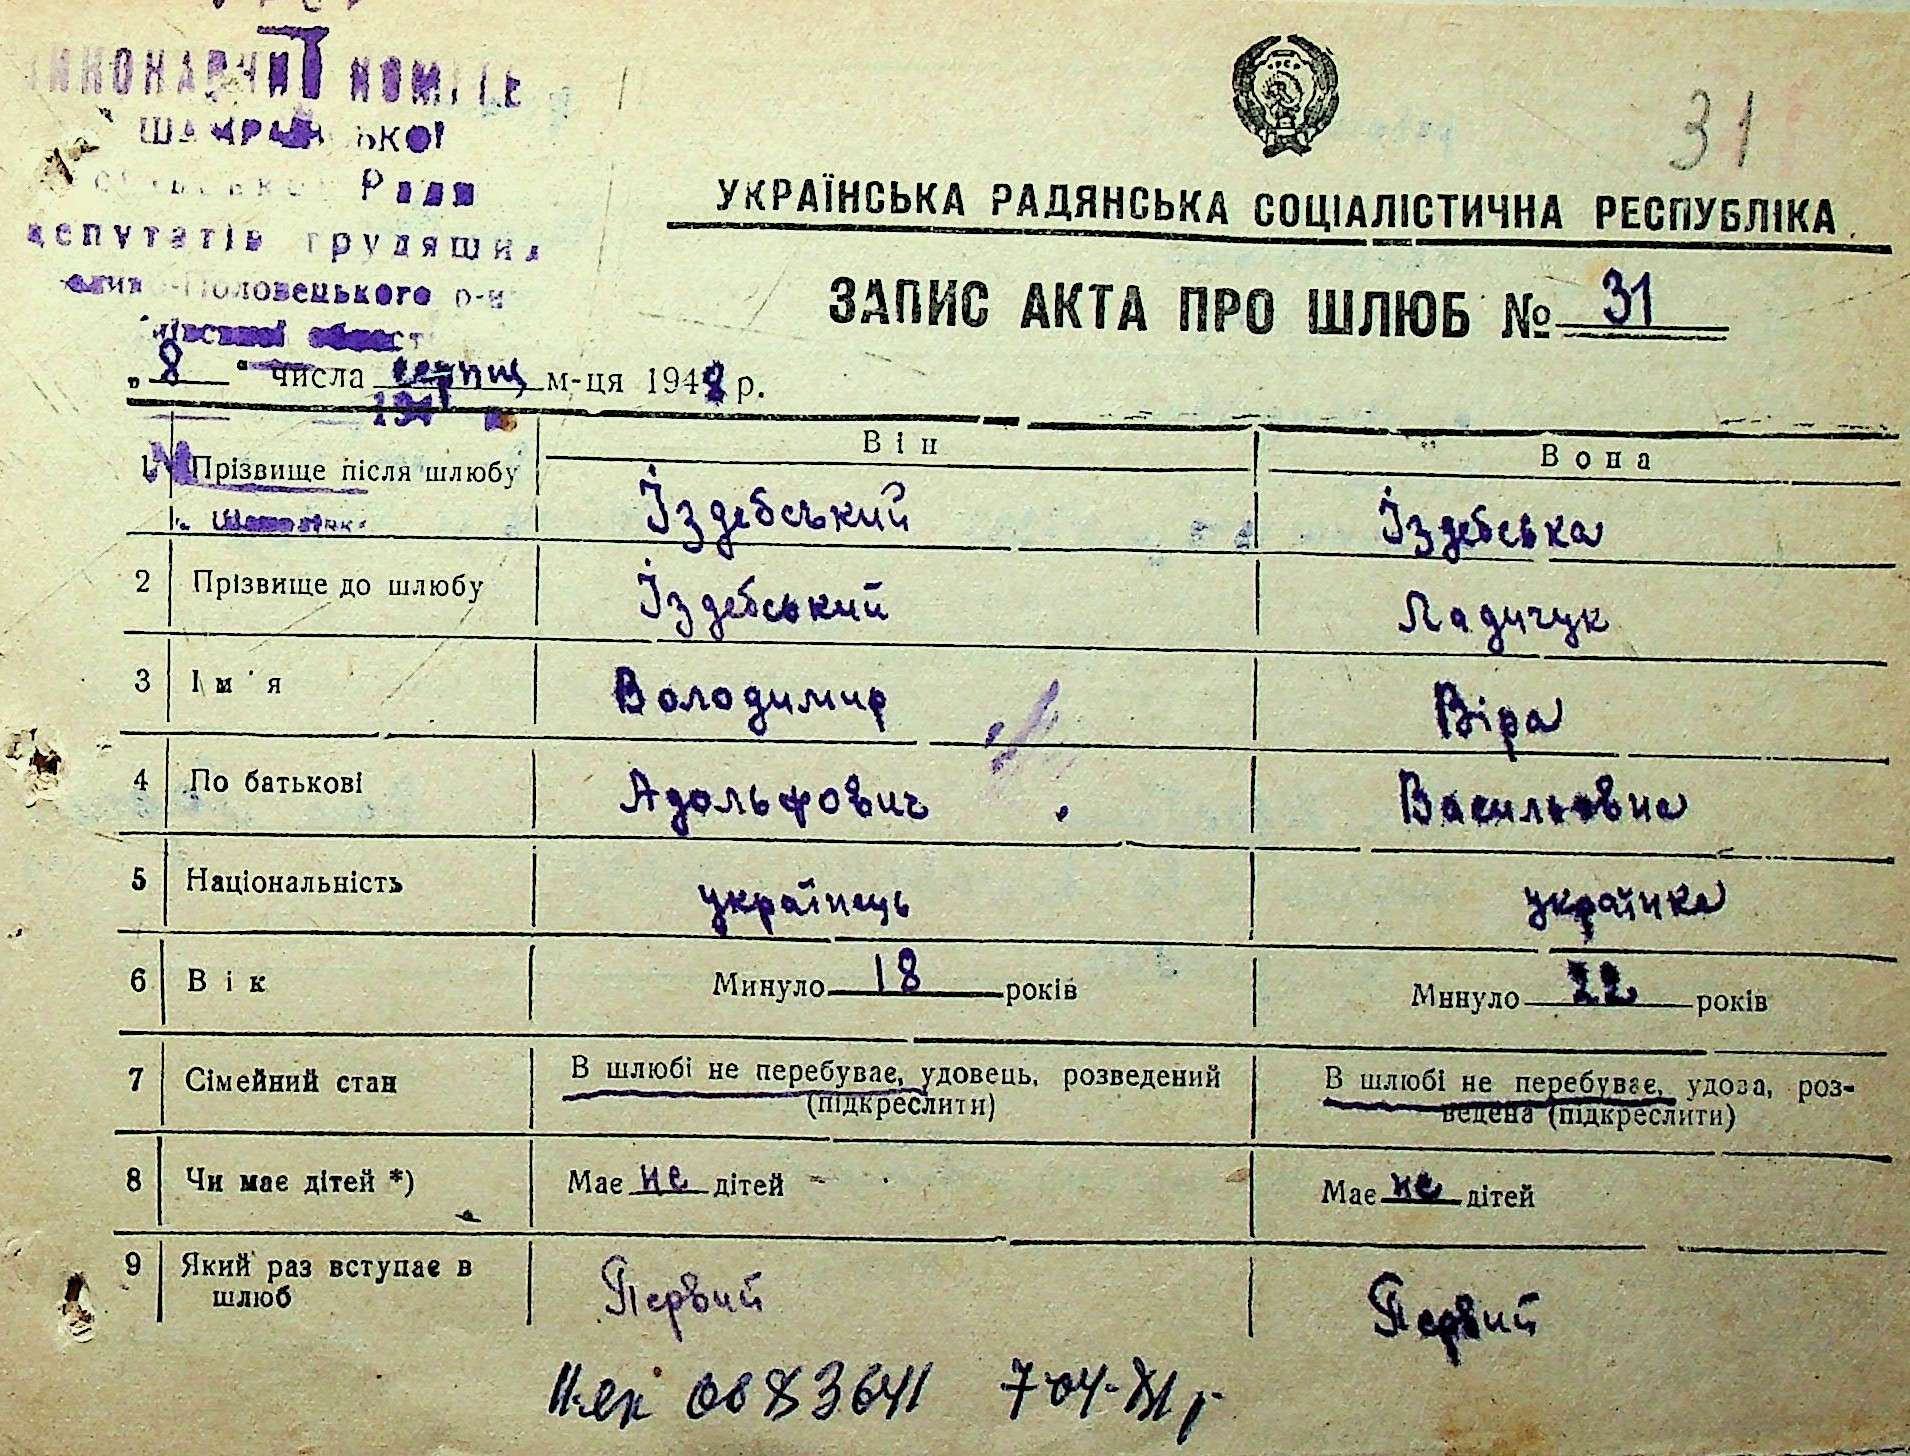 31
Шамраївської
Ради
депутатів трудящих
Половецького р-н
УКРАЇНСЬКА РАДЯНСЬКА СОЦІАЛІСТИЧНА РЕСПУБЛІКА
ЗАПИС АКТА ПРО ШЛЮБ № 31
„8“ числа серпня м-ця 1948 р.
194
Він Вона
1 Прізвище після шлюбу Іздебський Іздебська
2 Прізвище до шлюбу Іздебський Ладичук
3 Ім'я Володимир Віра
4 По батькові Адольфович Васильовна
5 Національність українець українка
6 Вік Минуло 18 років Минуло 22 років
7 Сімейний стан В шлюбі не перебуває, удовець, розведений (підкреслити) В шлюбі не перебуває, удова, розведена (підкреслити)
8 Чи має дітей *) Має не дітей Має не дітей
9 Який раз вступає в шлюб Первий Первий
0083641